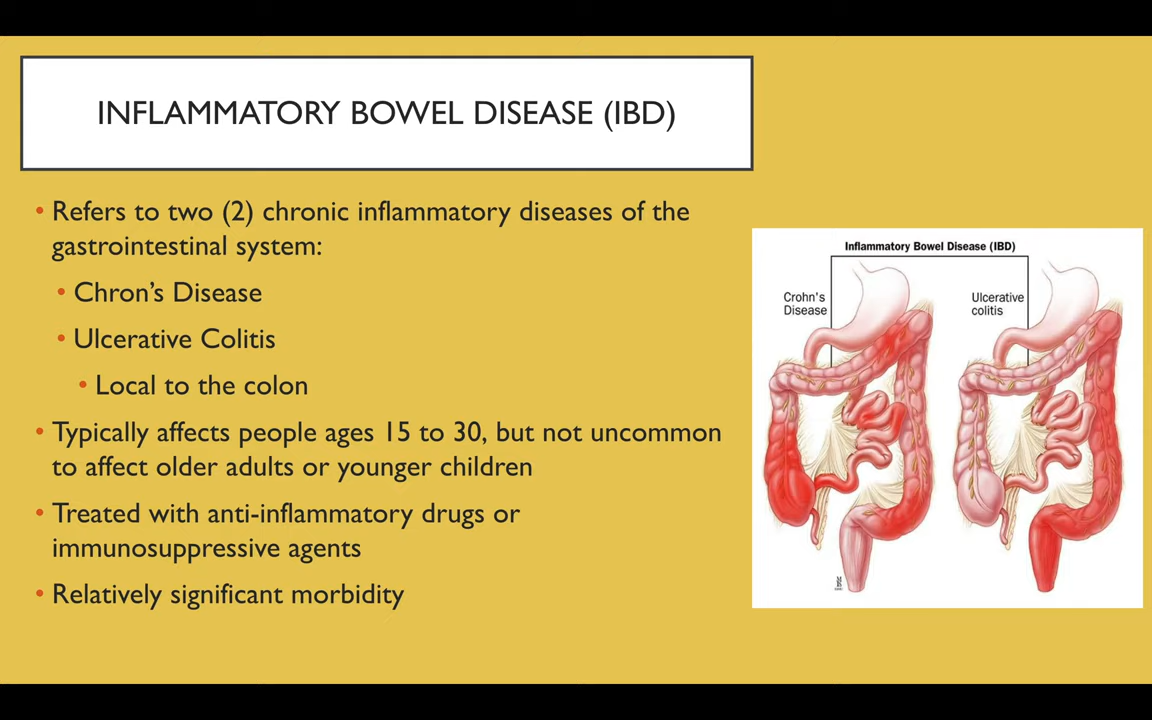 INFLAMMATORY BOWEL DISEASE (IBD)
• Refers to two (2) chronic inflammatory diseases of the
gastrointestinal system:
• Chron's Disease
• Ulcerative Colitis
• Local to the colon
• Typically affects people ages 15 to 30, but not uncommon
to affect older adults or younger children
• Treated with anti-inflammatory drugs or
immunosuppressive agents
• Relatively significant morbidity
Inflammatory Bowel Disease (IBD)
Crohn's
Disease
Ulcerative
colitis